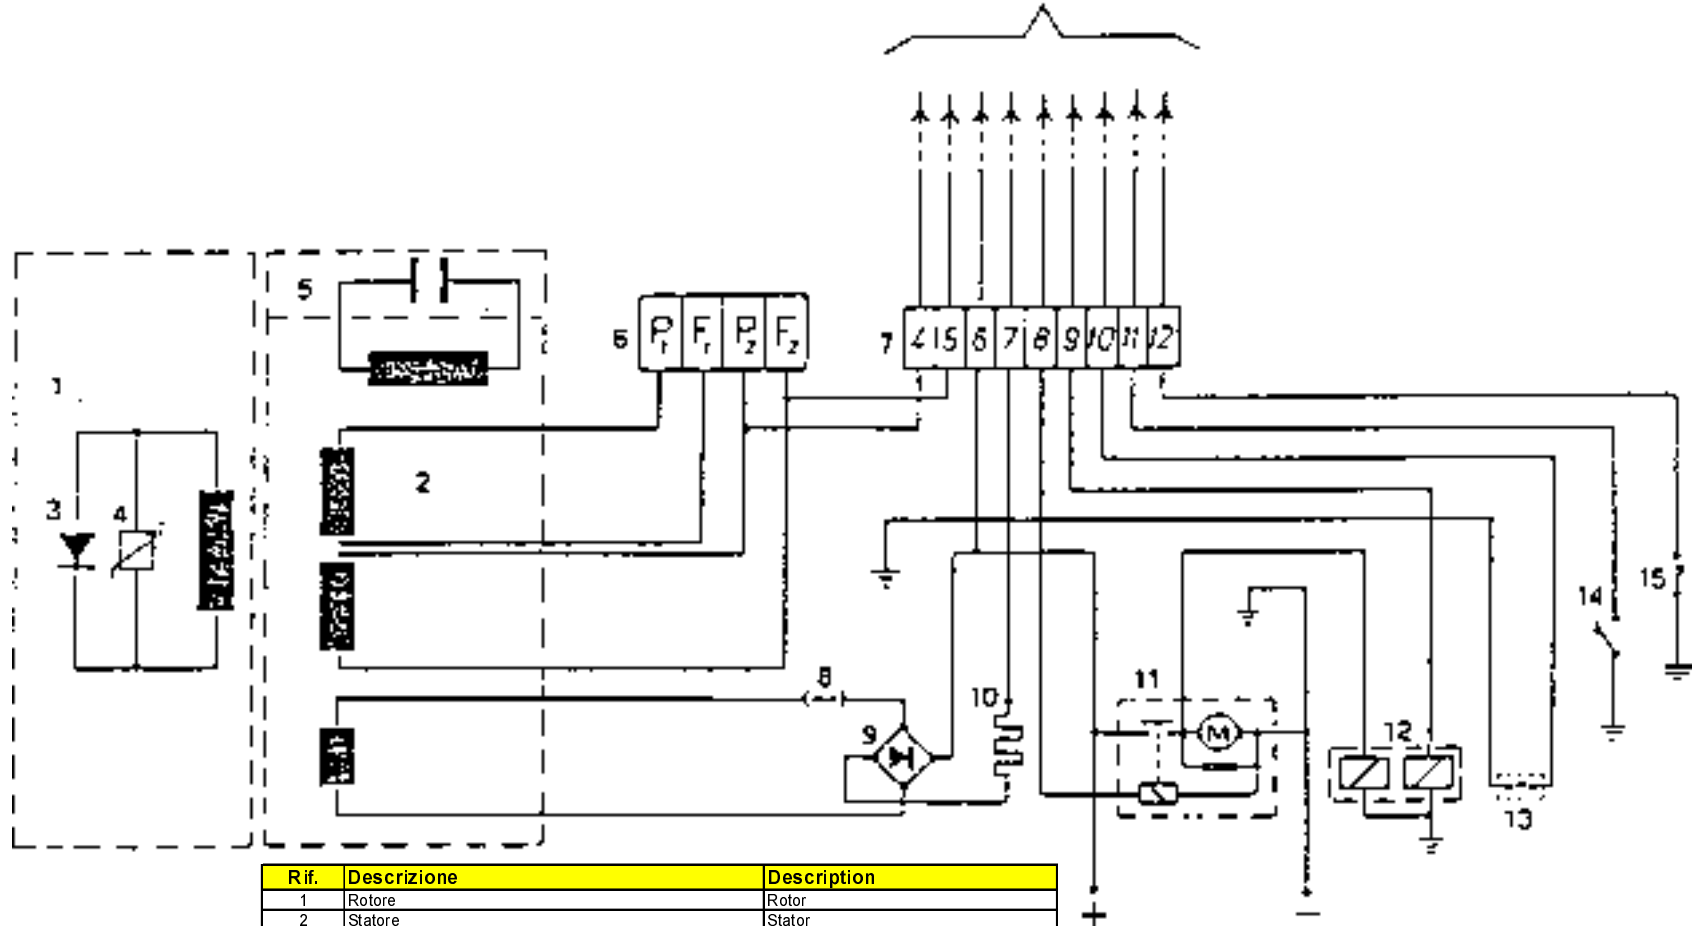 5
6 P1 F1 P2 F2
7 4 5 6 7 8 9 10 11 12
1
2
3 4
15
14
8
11
10
9
M
12
13
Rif. Descrizione Description
1 Rotore Rotor
2 Statore Stator
+ −